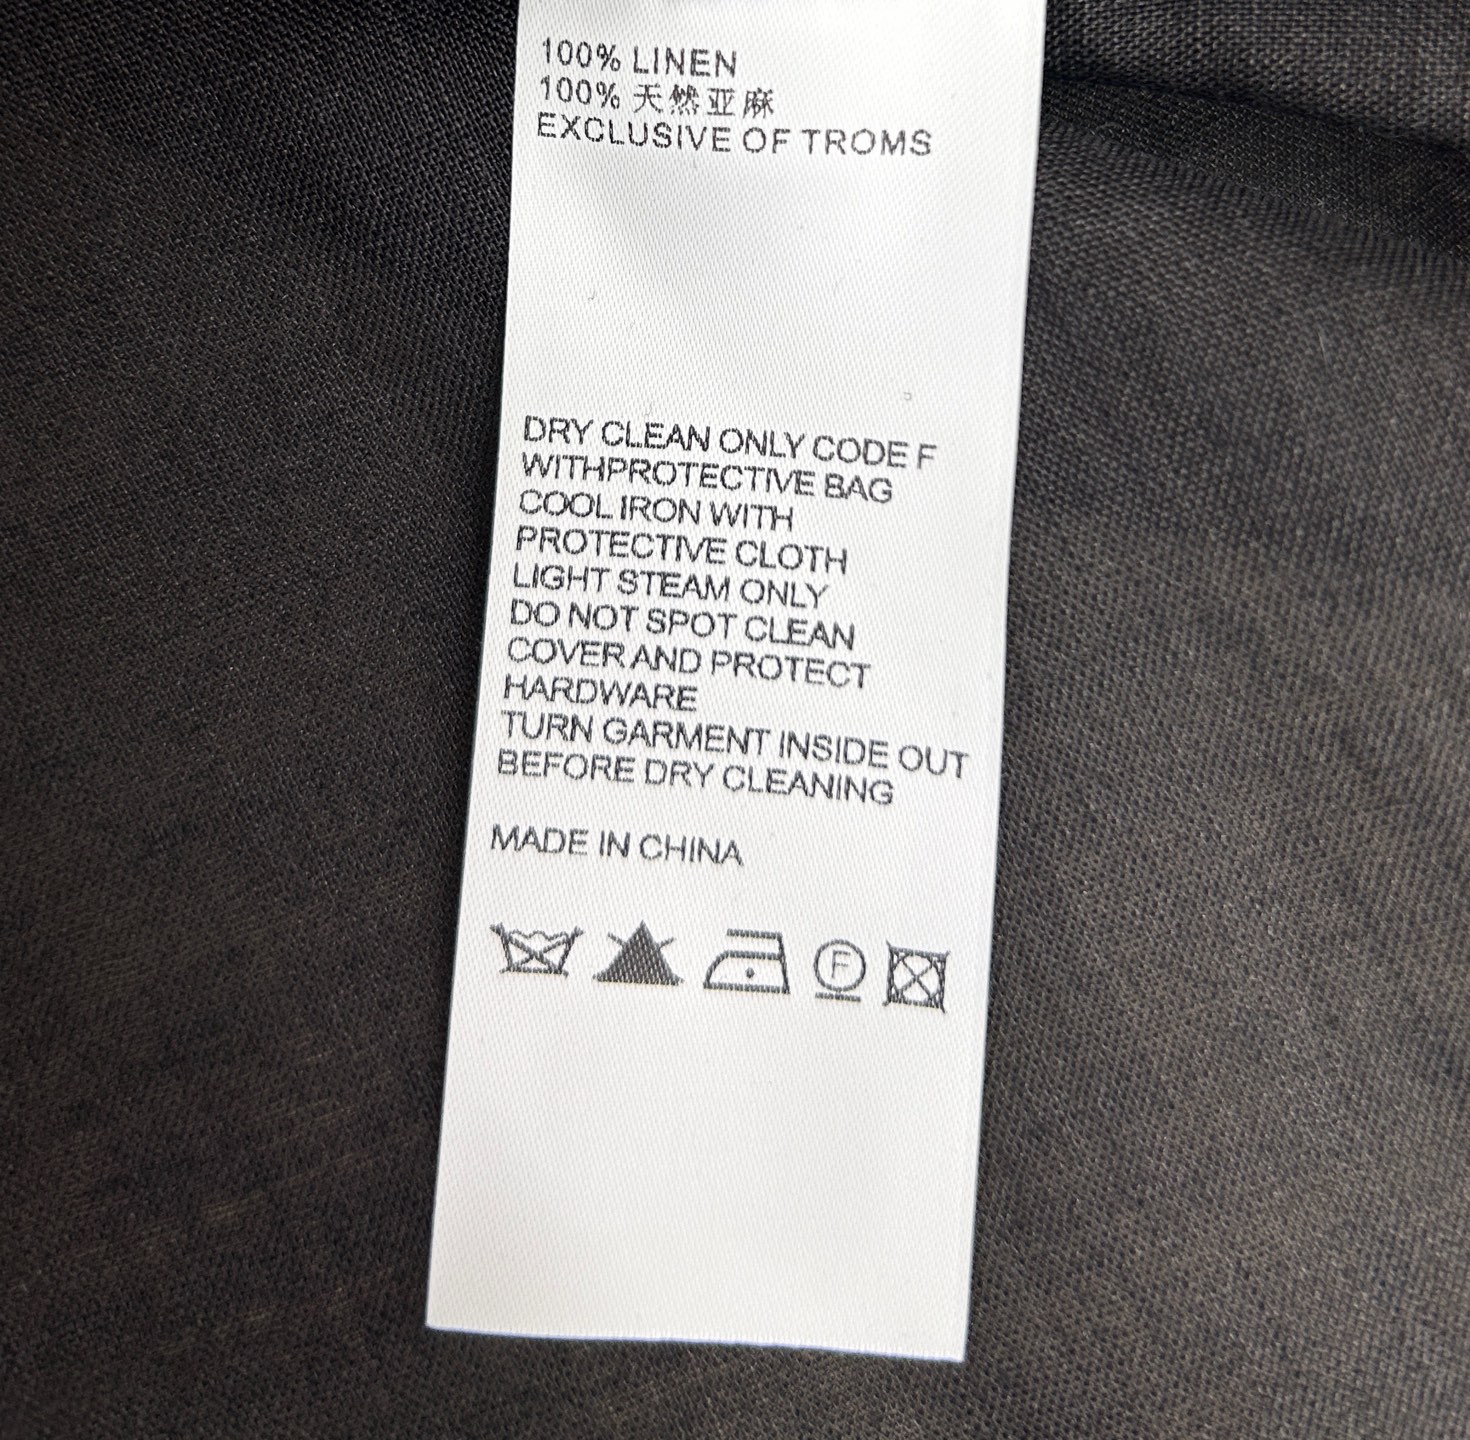 100% LINEN
100% 天然亚麻
EXCLUSIVE OF TROMS
DRY CLEAN ONLY CODE F
WITHPROTECTIVE BAG
COOL IRON WITH
PROTECTIVE CLOTH
LIGHT STEAM ONLY
DO NOT SPOT CLEAN
COVER AND PROTECT
HARDWARE
TURN GARMENT INSIDE OUT
BEFORE DRY CLEANING
MADE IN CHINA
F